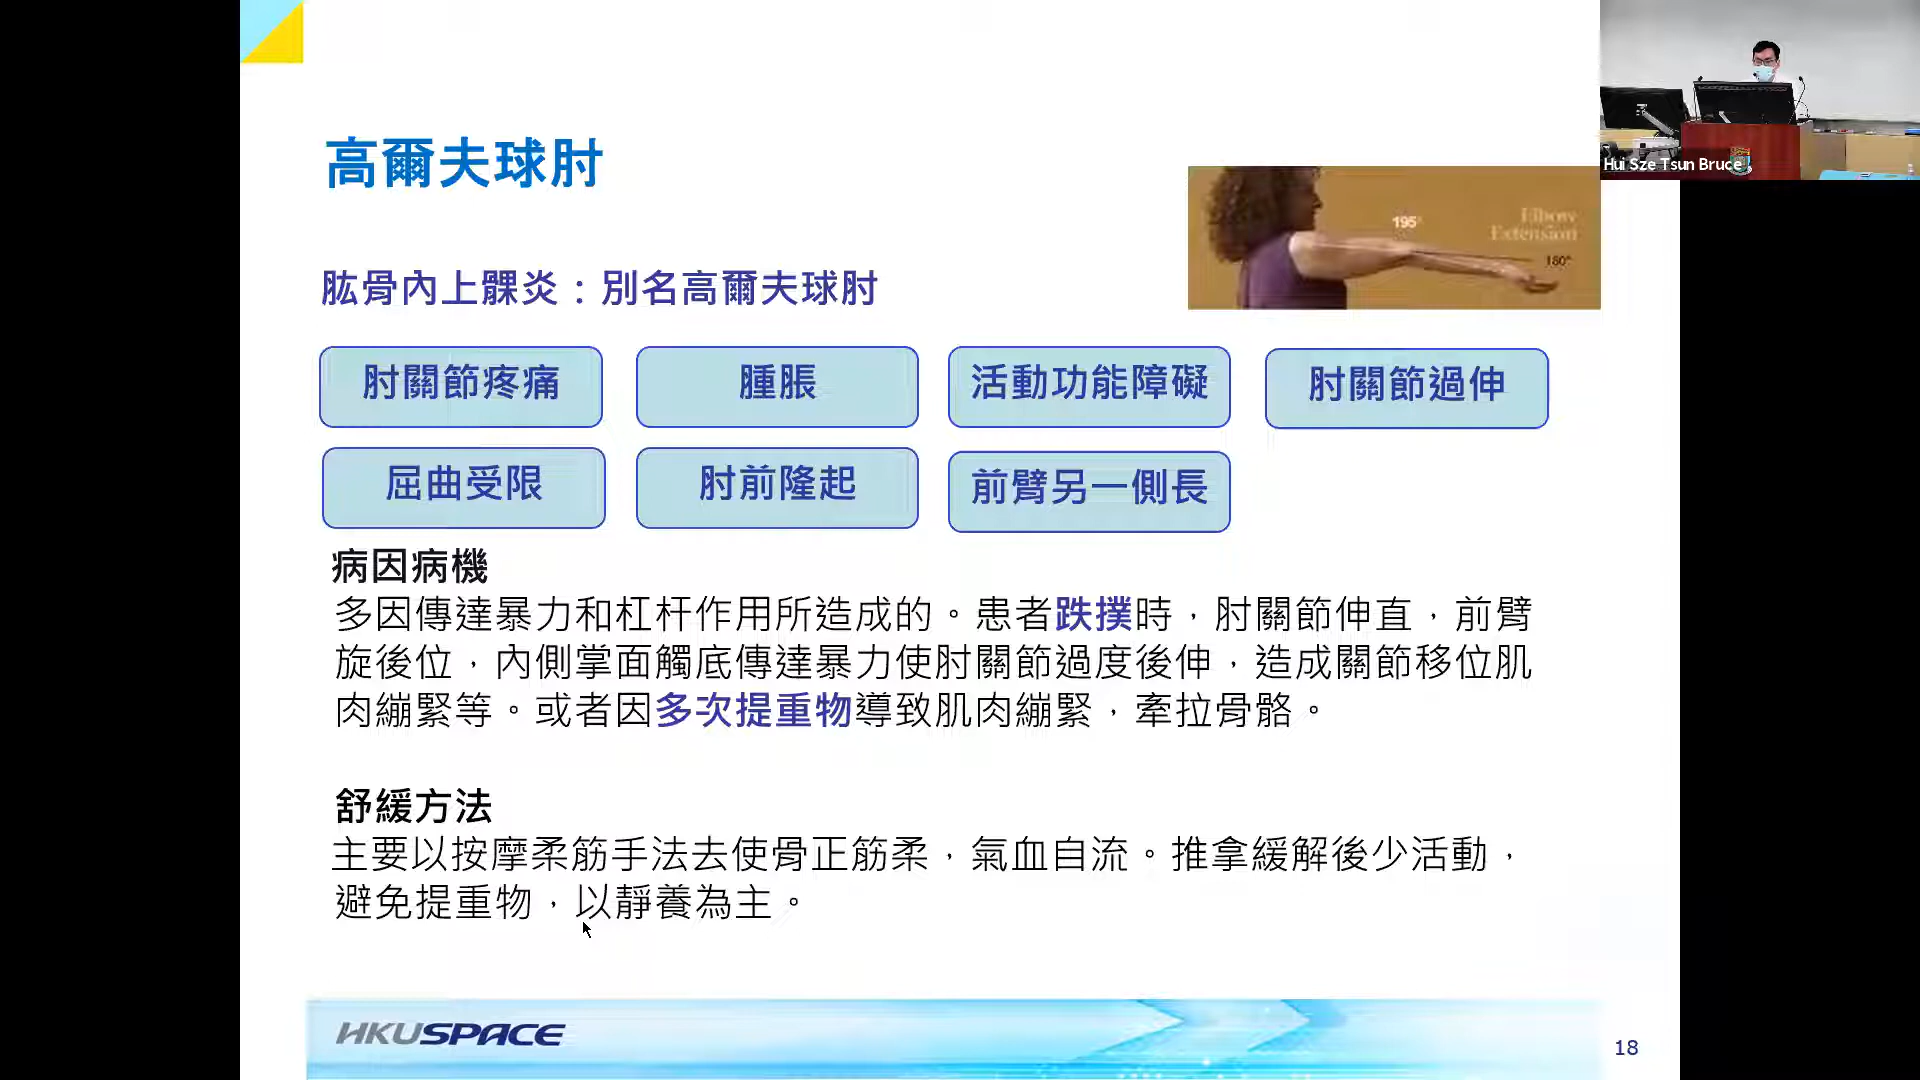 高爾夫球肘
Hui Sze Tsun Bruce
195°
Elbow
Extension
180°
肱骨內上髁炎：別名高爾夫球肘
肘關節疼痛
腫脹
活動功能障礙
肘關節過伸
屈曲受限
肘前隆起
前臂另一側長
病因病機
多因傳達暴力和杠杆作用所造成的。患者跌撲時，肘關節伸直，前臂
旋後位，內側掌面觸底傳達暴力使肘關節過度後伸，造成關節移位肌
肉繃緊等。或者因多次提重物導致肌肉繃緊，牽拉骨骼。
舒緩方法
主要以按摩柔筋手法去使骨正筋柔，氣血自流。推拿緩解後少活動，
避免提重物，以靜養為主。
HKUSPACE
18